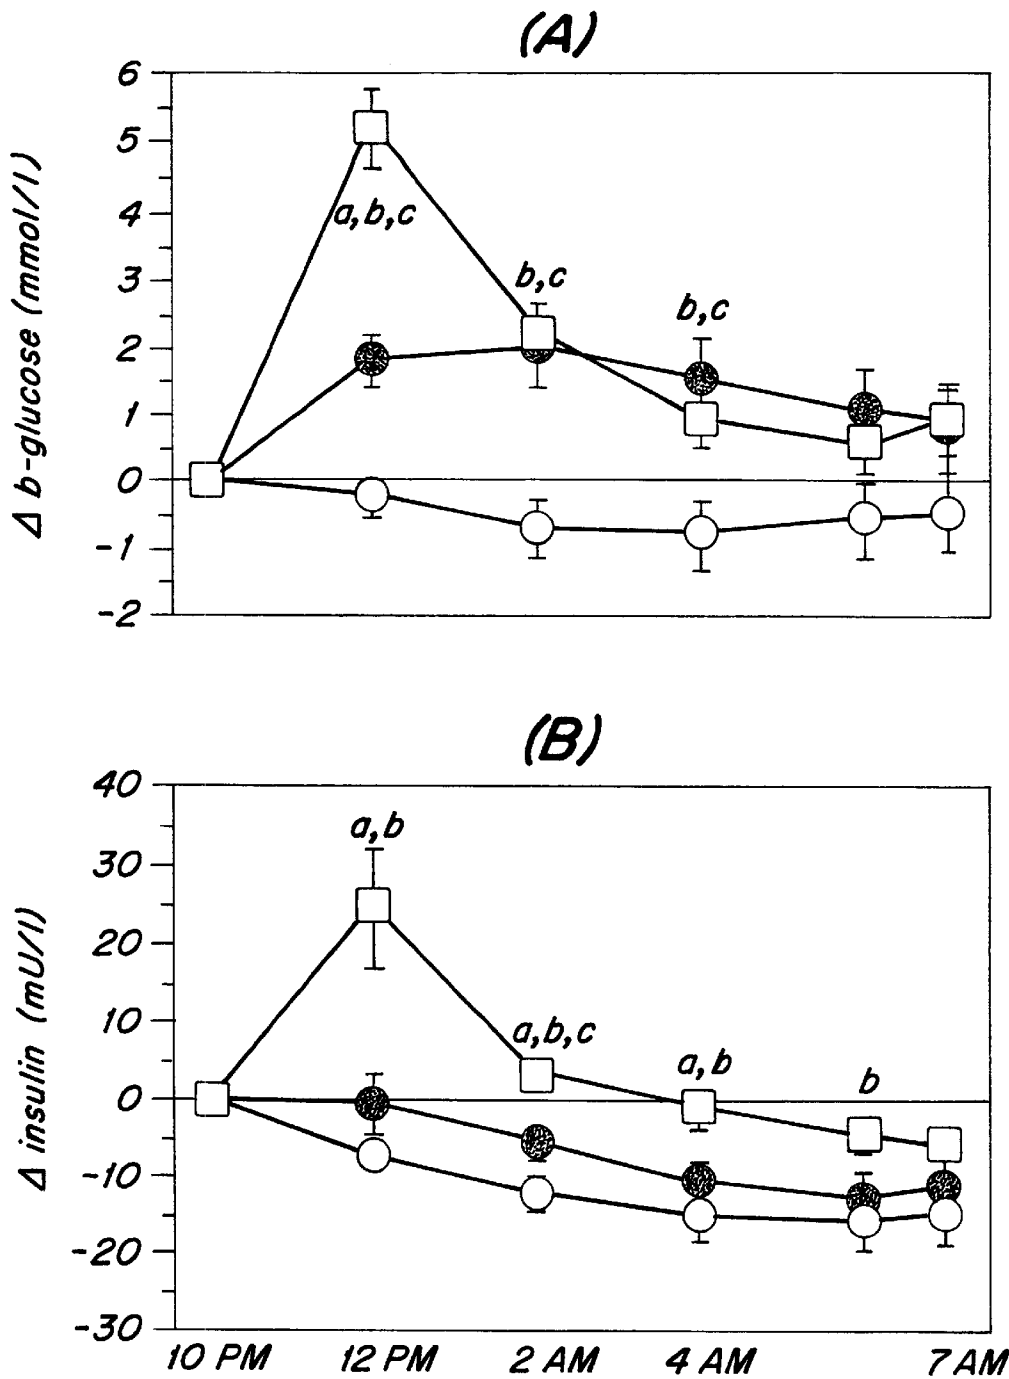 (A)
Δ b-glucose (mmol/l)
6
5
4
3
2
1
0
-1
-2
a,b,c
b,c
b,c
(B)
Δ insulin (mU/l)
40
30
20
10
0
-10
-20
-30
a,b
a,b,c
a,b
b
10 PM 12 PM 2 AM 4 AM 7 AM